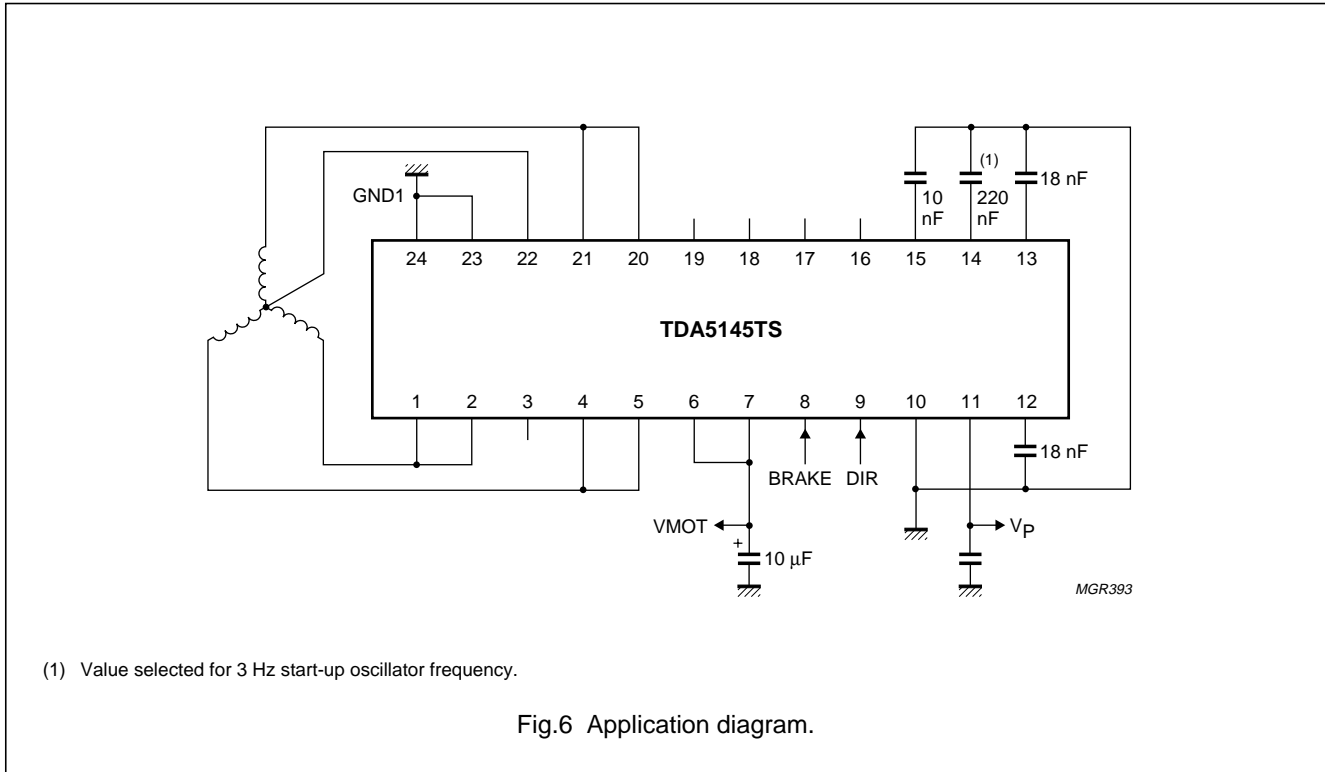 (1)
10
nF
220
nF
18 nF
GND1
24 23 22 21 20 19 18 17 16 15 14 13
TDA5145TS
1 2 3 4 5 6 7 8 9 10 11 12
18 nF
BRAKE DIR
VMOT
VP
+
10 µF
MGR393
(1) Value selected for 3 Hz start-up oscillator frequency.
Fig.6 Application diagram.